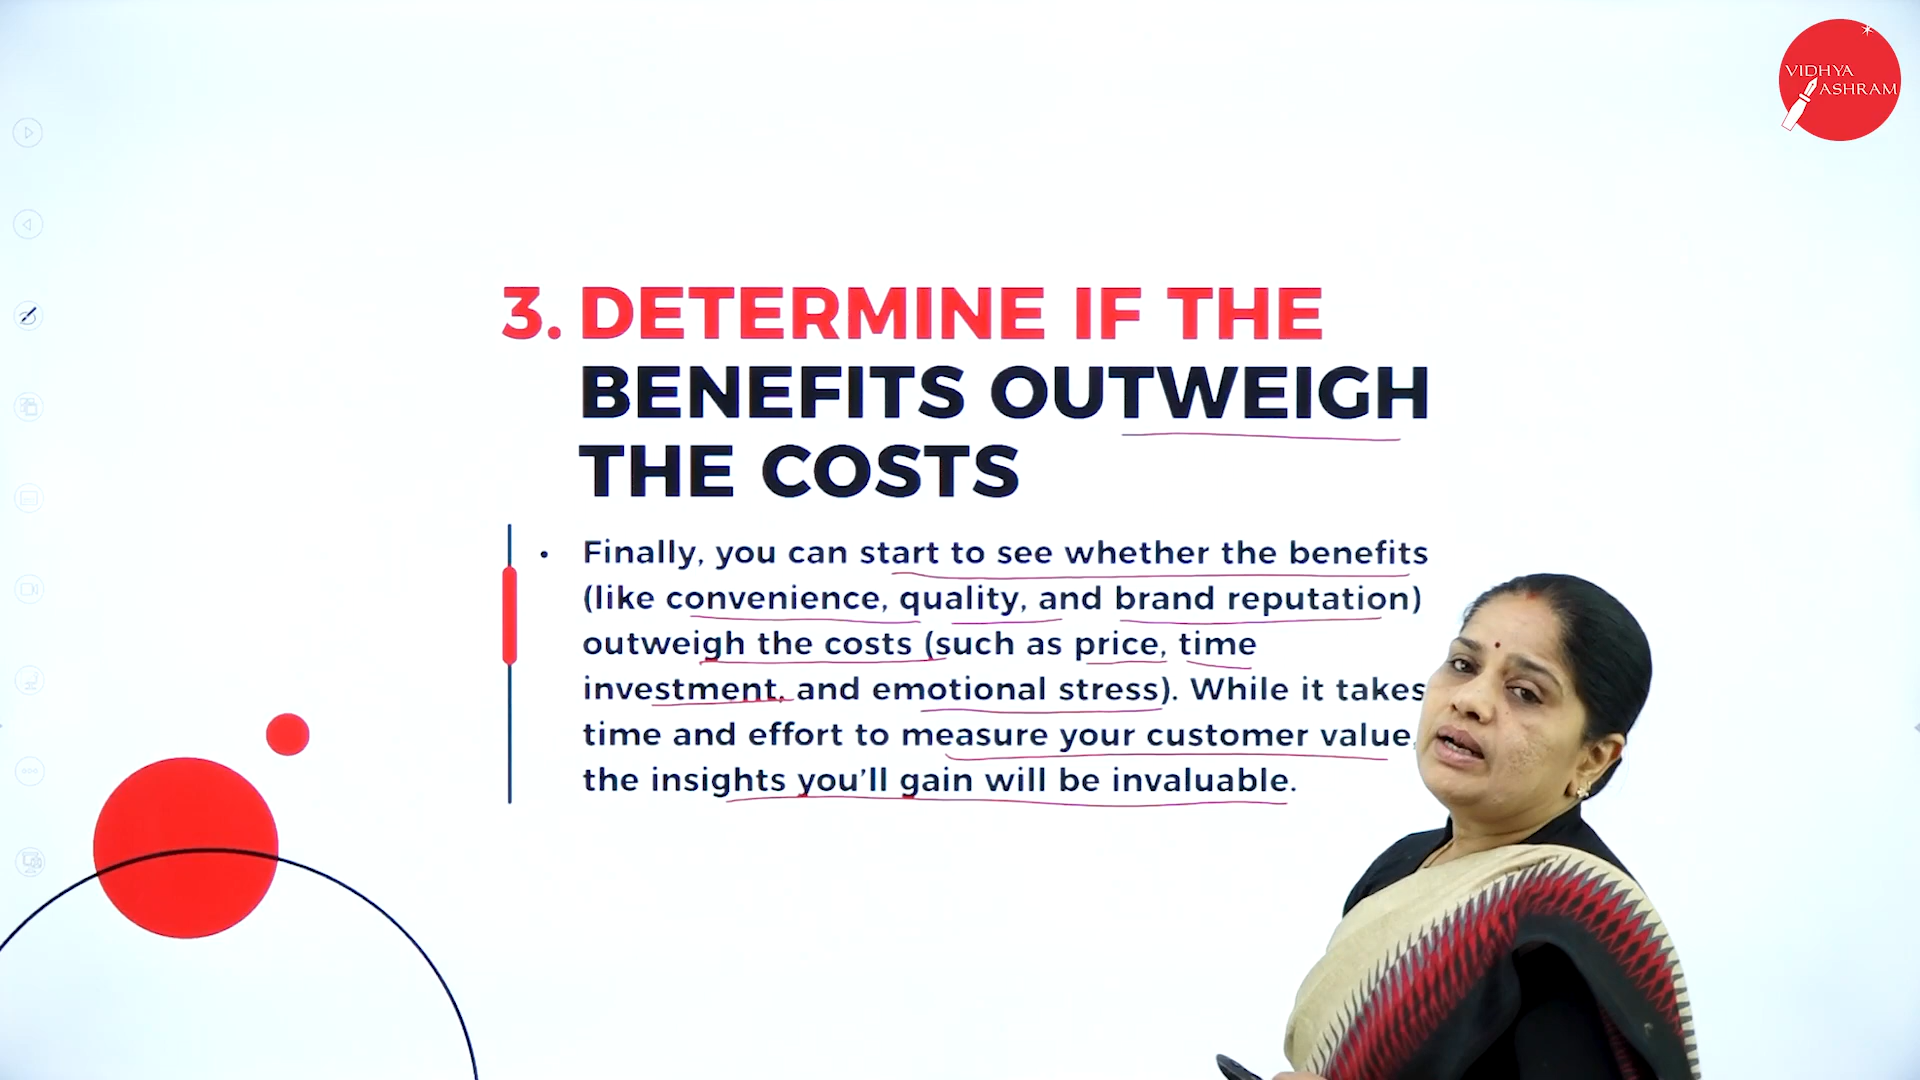 VIDHYA
ASHRAM
3. DETERMINE IF THE
BENEFITS OUTWEIGH
THE COSTS
• Finally, you can start to see whether the benefits
(like convenience, quality, and brand reputation)
outweigh the costs (such as price, time
investment, and emotional stress). While it takes
time and effort to measure your customer value,
the insights you'll gain will be invaluable.